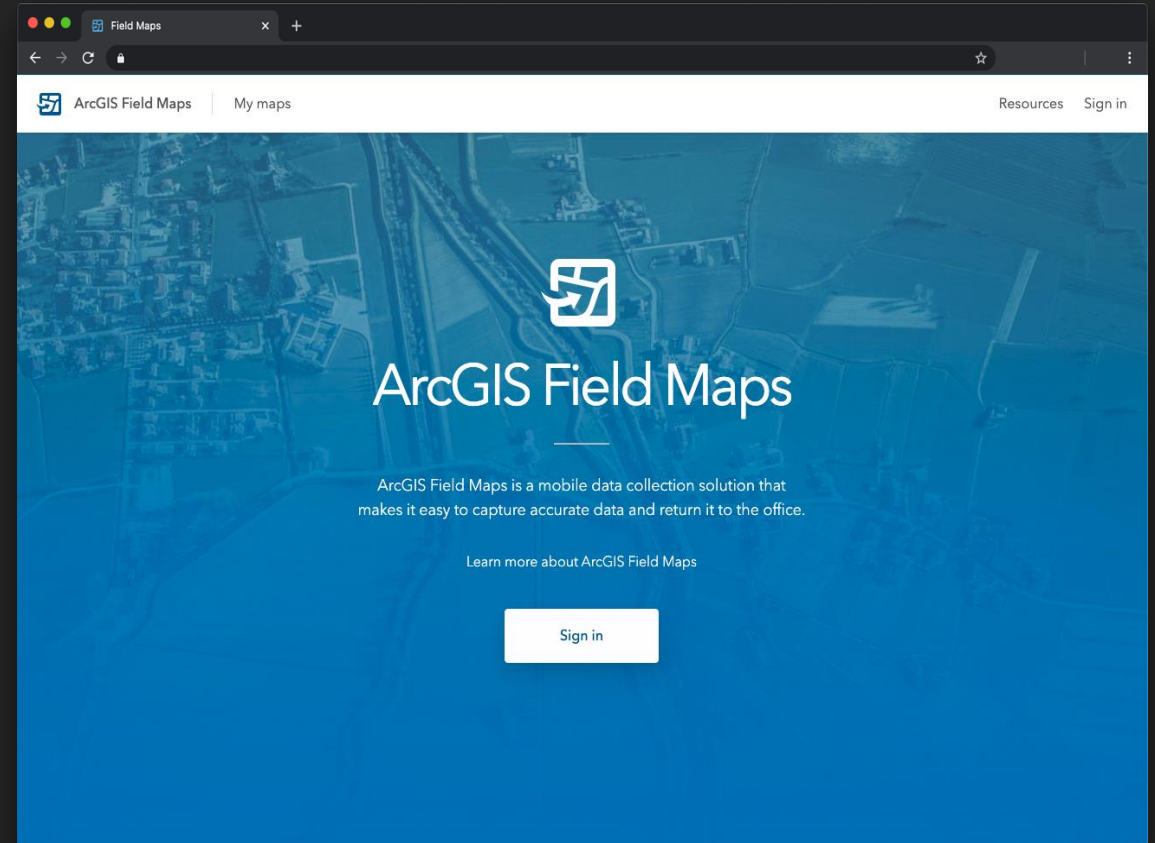 Field Maps
ArcGIS Field Maps
My maps
Resources
Sign in
ArcGIS Field Maps
ArcGIS Field Maps is a mobile data collection solution that
makes it easy to capture accurate data and return it to the office.
Learn more about ArcGIS Field Maps
Sign in